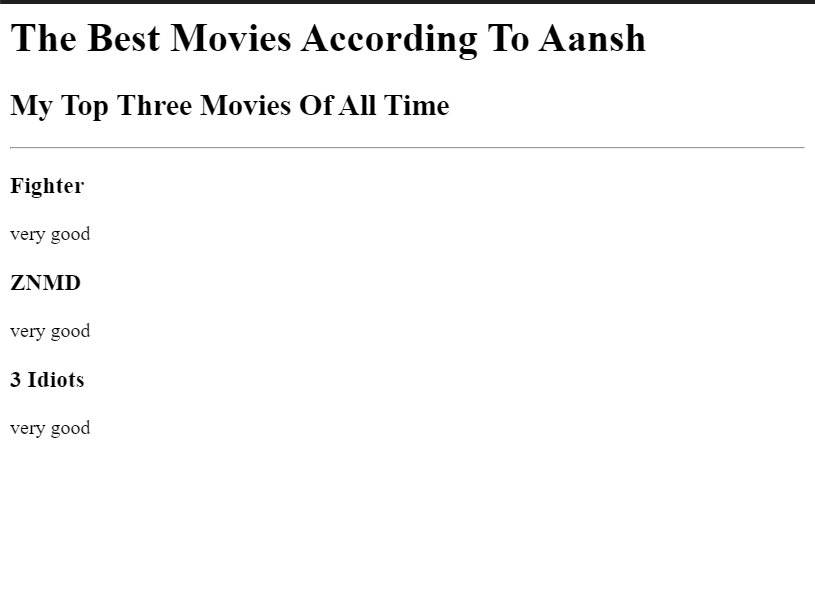 The Best Movies According To Aansh
My Top Three Movies Of All Time
Fighter
very good
ZNMD
very good
3 Idiots
very good